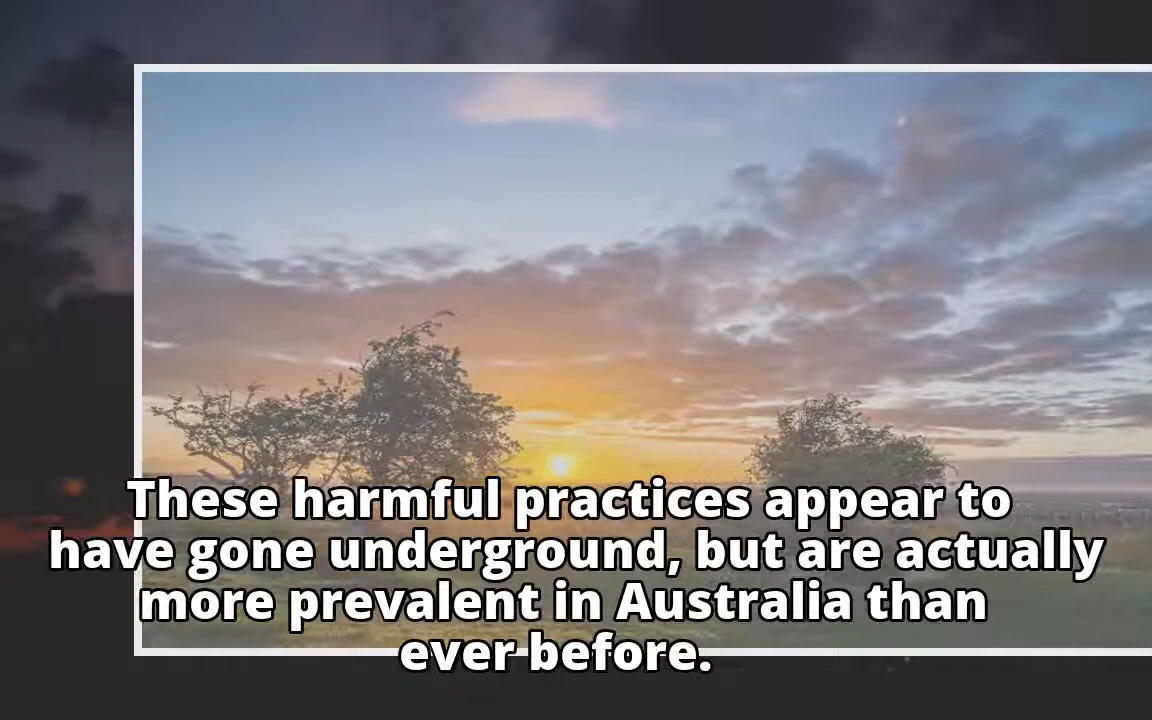 These harmful practices appear to
have gone underground, but are actually
more prevalent in Australia than
ever before.